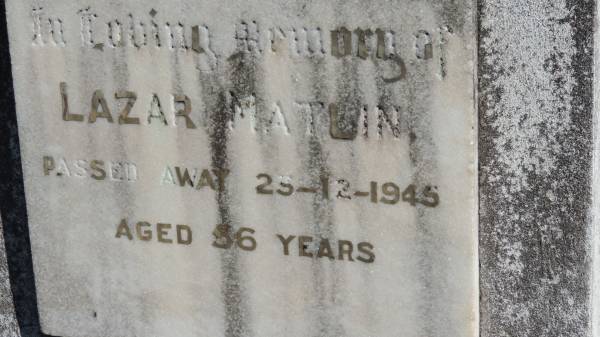 In Loving Memory of
LAZAR MATLIN.
PASSED AWAY 25-12-1945
AGED 56 YEARS